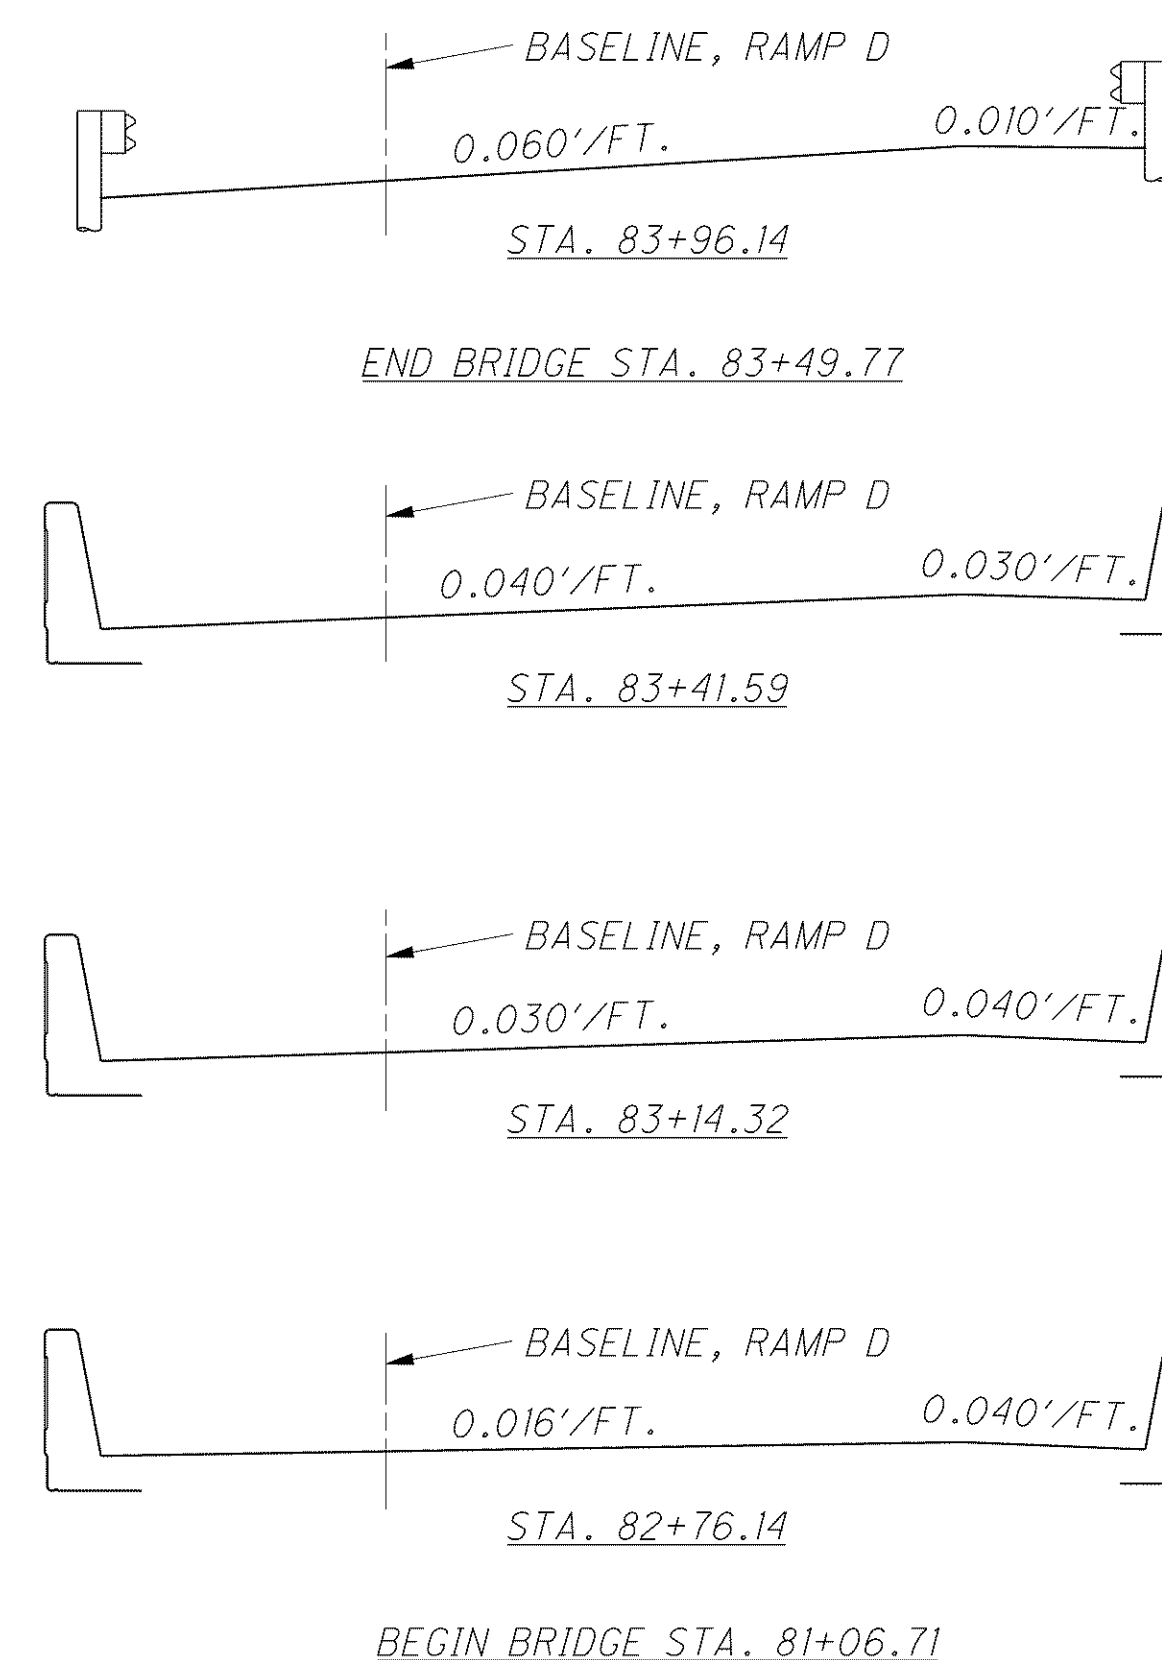 BASELINE, RAMP D
0.060'/FT.
0.010'/FT.
STA. 83+96.14
END BRIDGE STA. 83+49.77
BASELINE, RAMP D
0.040'/FT.
0.030'/FT.
STA. 83+41.59
BASELINE, RAMP D
0.030'/FT.
0.040'/FT.
STA. 83+14.32
BASELINE, RAMP D
0.016'/FT.
0.040'/FT.
STA. 82+76.14
BEGIN BRIDGE STA. 81+06.71